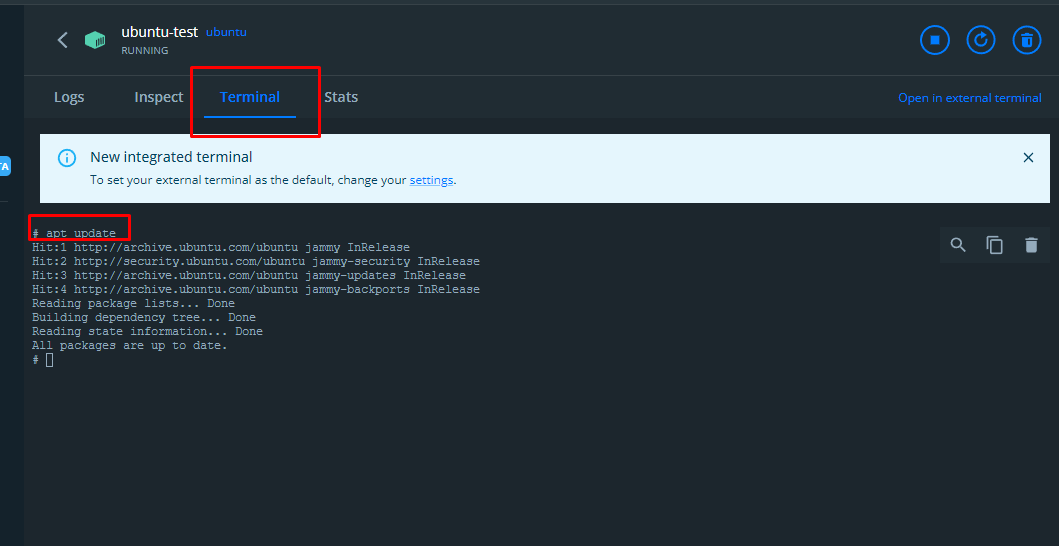 ubuntu-test ubuntu
RUNNING
Logs Inspect Terminal Stats Open in external terminal
TA
New integrated terminal
To set your external terminal as the default, change your settings.
# apt update
Hit:1 http://archive.ubuntu.com/ubuntu jammy InRelease
Hit:2 http://security.ubuntu.com/ubuntu jammy-security InRelease
Hit:3 http://archive.ubuntu.com/ubuntu jammy-updates InRelease
Hit:4 http://archive.ubuntu.com/ubuntu jammy-backports InRelease
Reading package lists... Done
Building dependency tree... Done
Reading state information... Done
All packages are up to date.
#